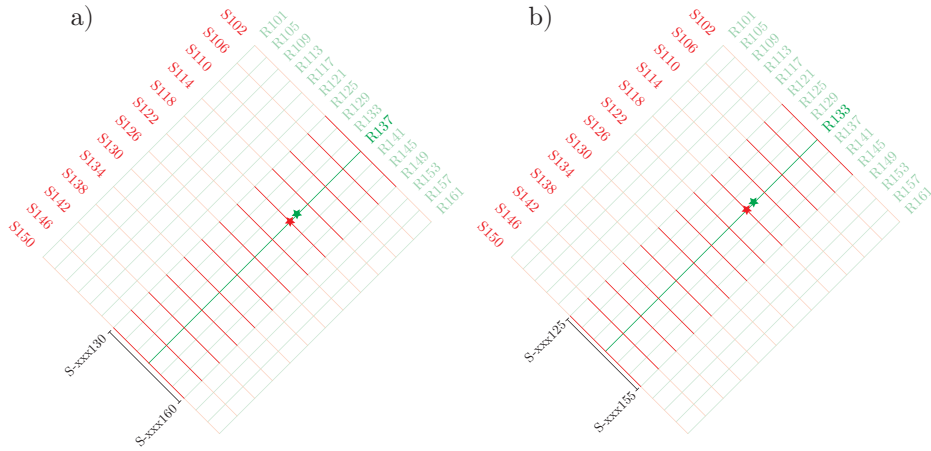 a)
S102
S106
S110
S114
S118
S122
S126
S130
S134
S138
S142
S146
S150
R101
R105
R109
R113
R117
R121
R125
R129
R133
R137
R141
R145
R149
R153
R157
R161
S-xxx130
S-xxx160
b)
S102
S106
S110
S114
S118
S122
S126
S130
S134
S138
S142
S146
S150
R101
R105
R109
R113
R117
R121
R125
R129
R133
R137
R141
R145
R149
R153
R157
R161
S-xxx125
S-xxx155